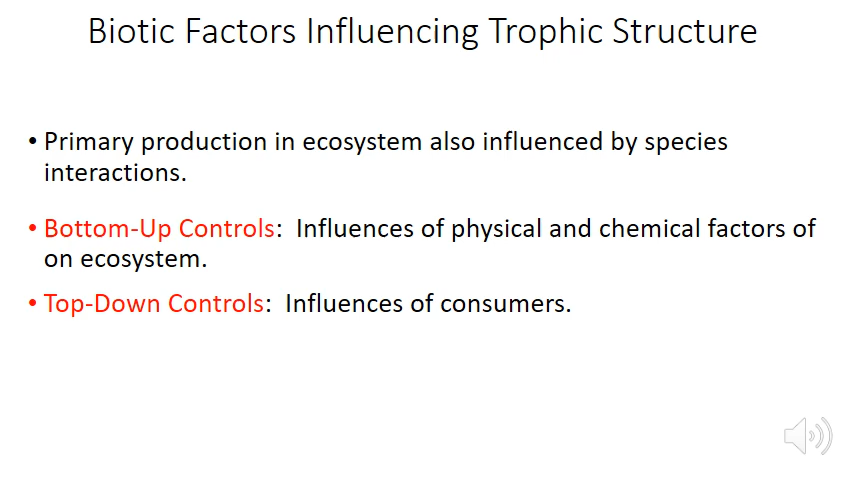 Biotic Factors Influencing Trophic Structure
• Primary production in ecosystem also influenced by species
interactions.
• Bottom-Up Controls:  Influences of physical and chemical factors of
on ecosystem.
• Top-Down Controls:  Influences of consumers.